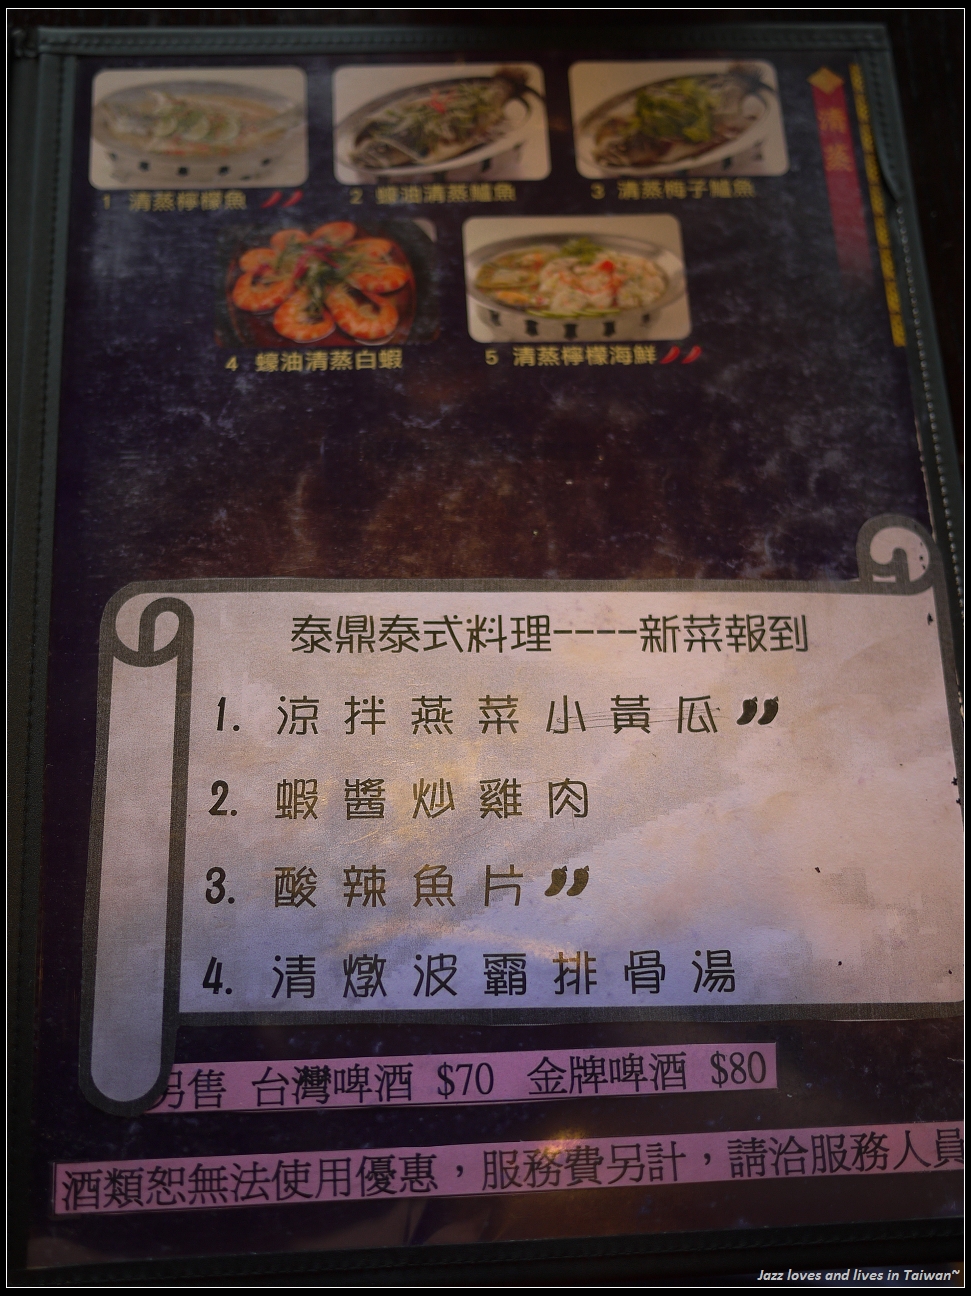 清蒸
1 清蒸檸檬魚
2 蠔油清蒸鱸魚
3 清蒸梅子鱸魚
4 蠔油清蒸白蝦
5 清蒸檸檬海鮮
泰鼎泰式料理----新菜報到
1. 涼拌燕菜小黃瓜
2. 蝦醬炒雞肉
3. 酸辣魚片
4. 清燉波霸排骨湯
另售 台灣啤酒 $70 金牌啤酒 $80
酒類恕無法使用優惠，服務費另計，請洽服務人員
Jazz loves and lives in Taiwan~